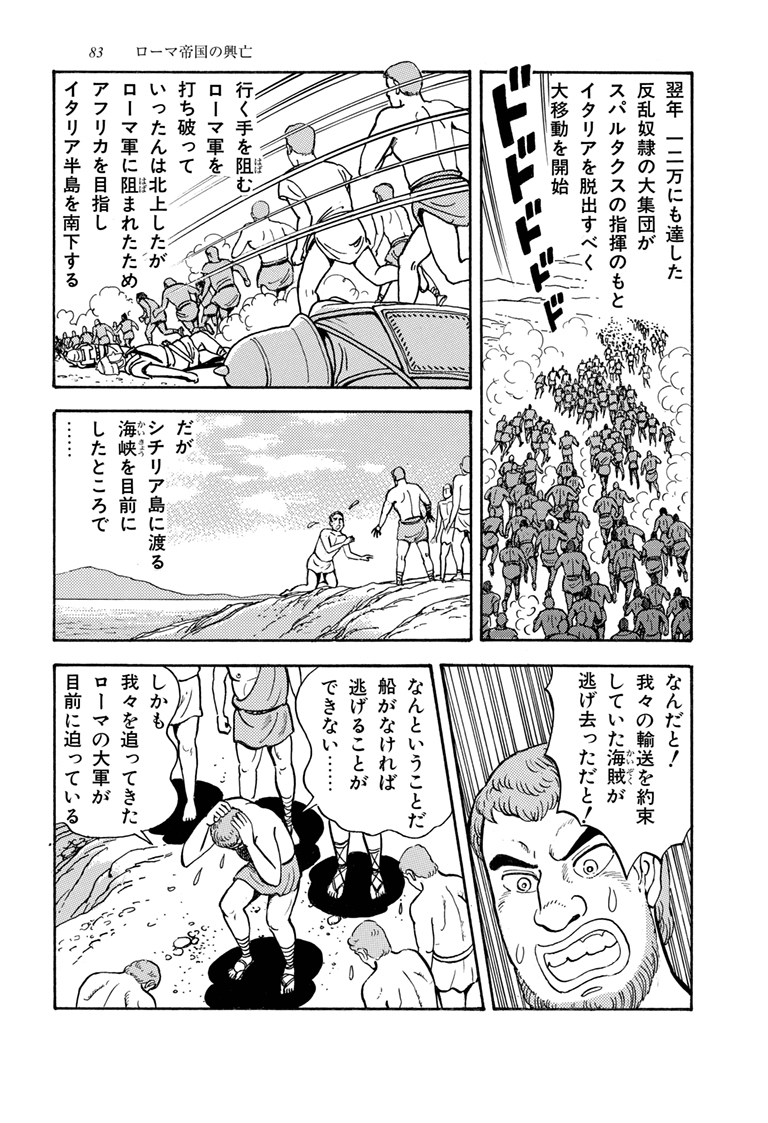 83 ローマ帝国の興亡
翌年 一二万にも達した
反乱奴隷の大集団が
スパルタクスの指揮のもと
イタリアを脱出すべく
大移動を開始
ドドドドドド
行く手を阻む
ローマ軍を
打ち破って
いったんは北上したが
ローマ軍に阻まれたため
アフリカを目指し
イタリア半島を南下する
だが
シチリア島に渡る
海峡を目前に
したところで
……
なんだと!
我々の輸送を約束
していた海賊が
逃げ去っただと!
なんということだ
船がなければ
逃げることが
できない……
しかも
我々を追ってきた
ローマの大軍が
目前に迫っている